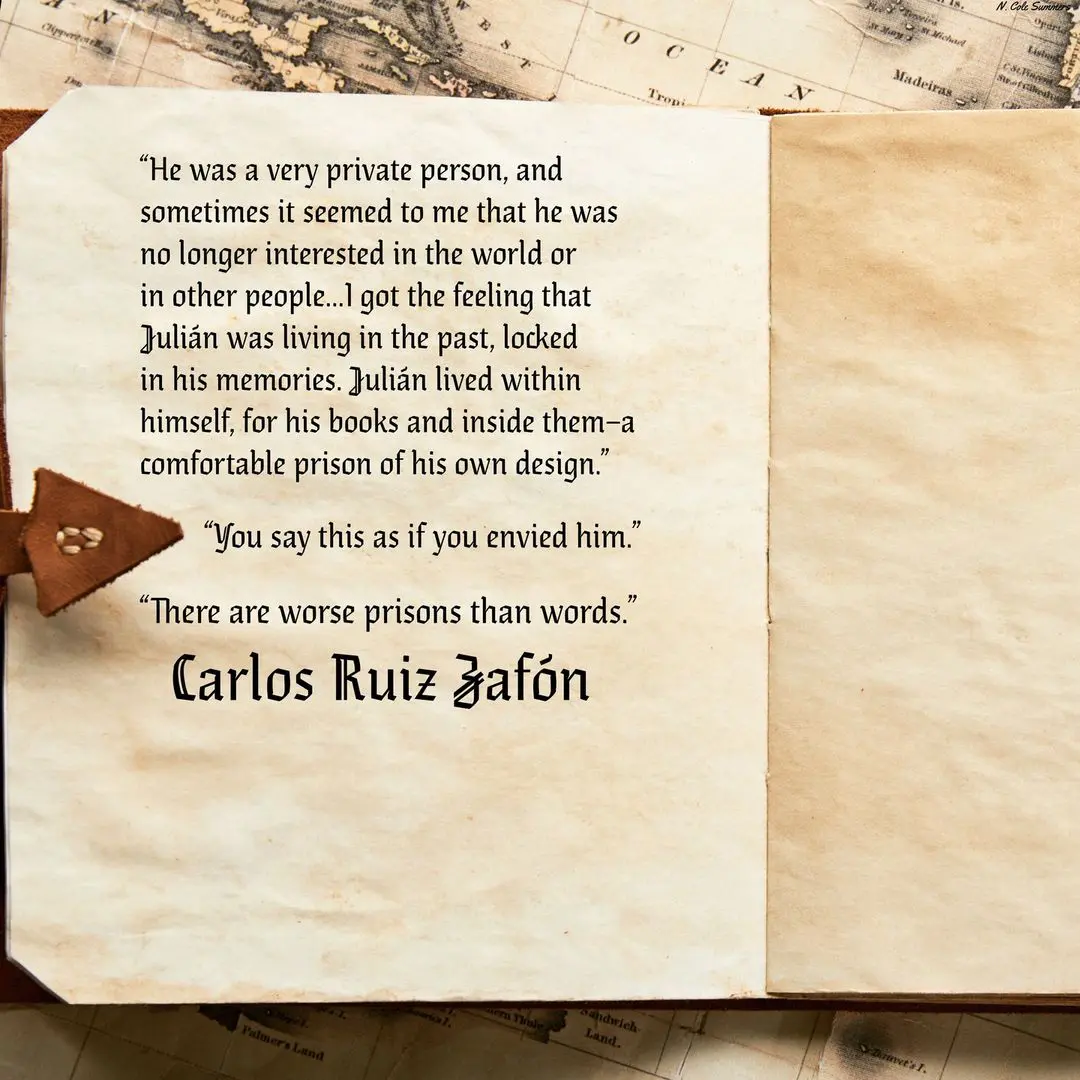 N. Cole Summers
W E S T
O C E A N
Jamaica
St Michael
Madeiras
“He was a very private person, and
sometimes it seemed to me that he was
no longer interested in the world or
in other people...I got the feeling that
Julián was living in the past, locked
in his memories. Julián lived within
himself, for his books and inside them–a
comfortable prison of his own design.”
“You say this as if you envied him.”
“There are worse prisons than words.”
Carlos Ruiz Zafón
Palmer's Land
Sandwich
Land.